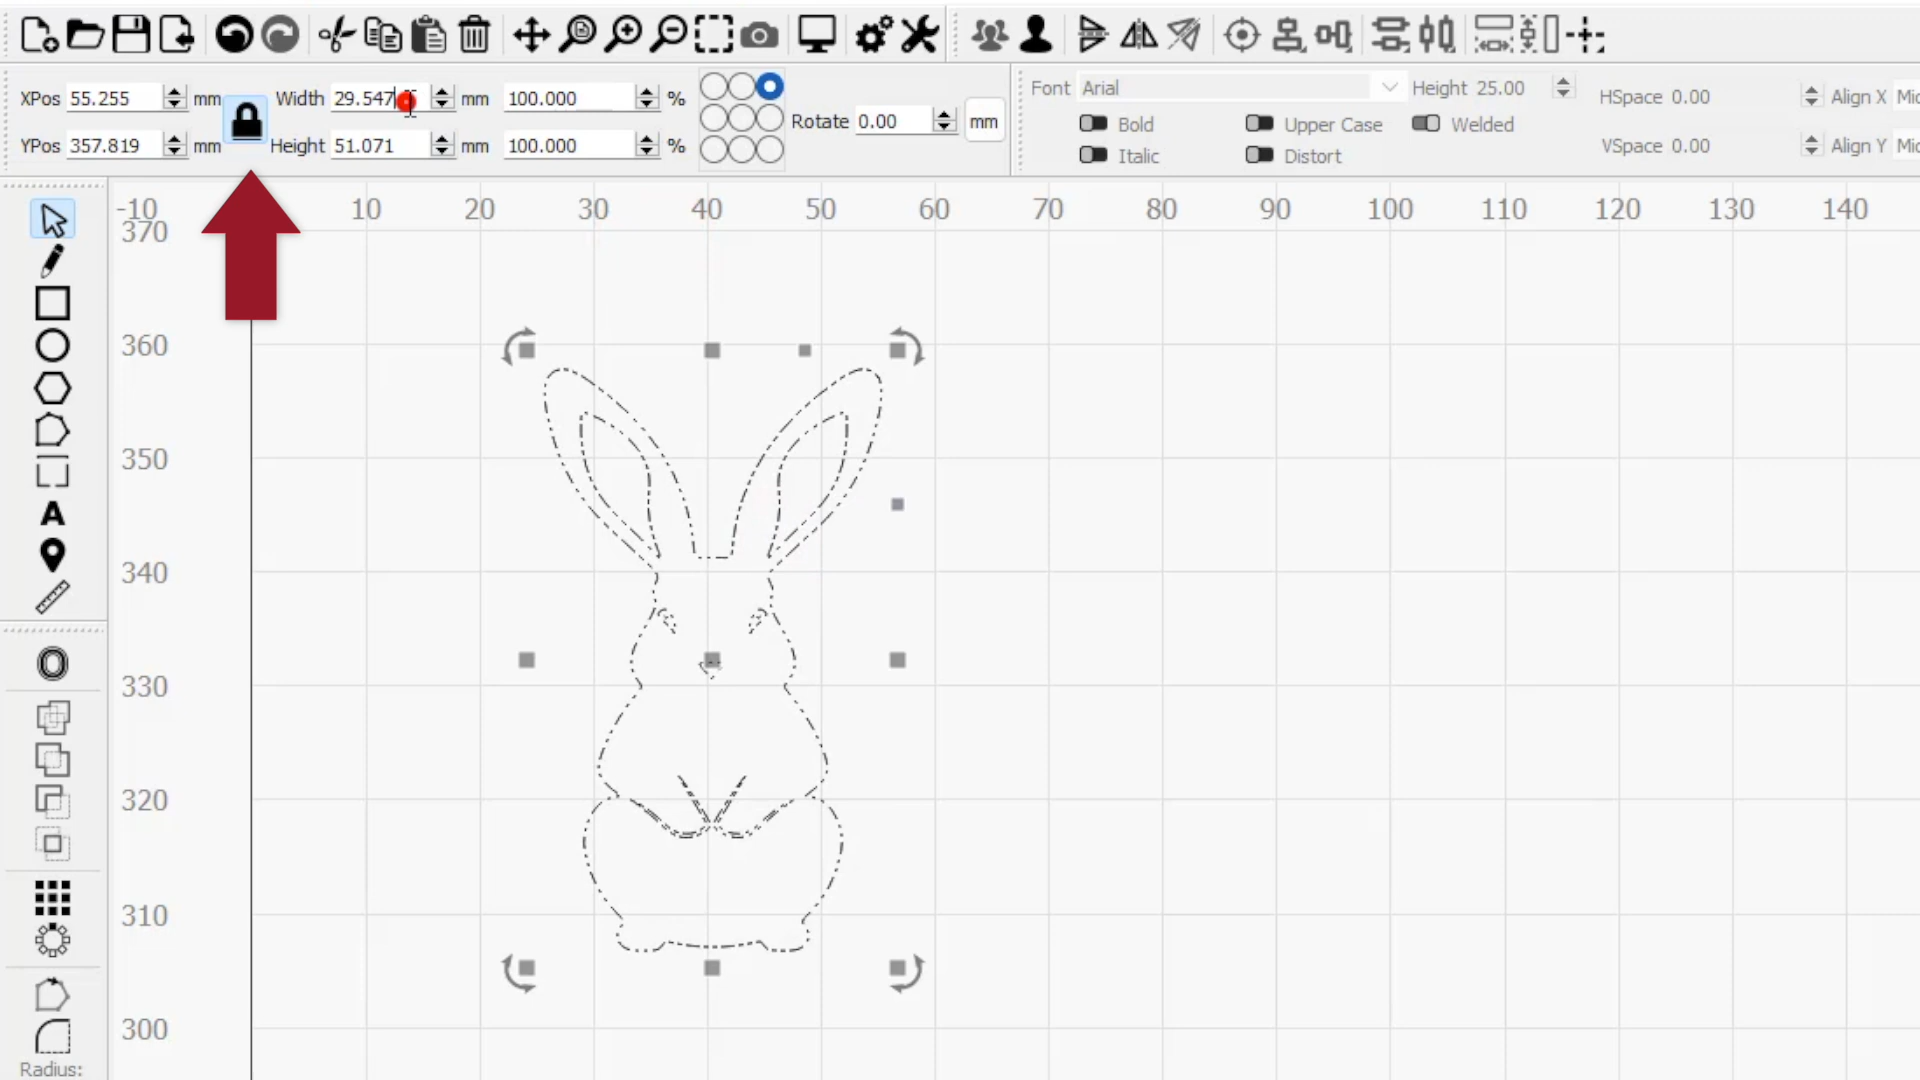 XPos 55.255 mm Width 29.547 mm 100.000 % Rotate 0.00 mm Font Arial Height 25.00 HSpace 0.00 Align X Mic
Bold Upper Case Welded
YPos 357.819 mm Height 51.071 mm 100.000 % Italic Distort VSpace 0.00 Align Y Mic
-10 10 20 30 40 50 60 70 80 90 100 110 120 130 140
370
360
350
340
330
320
310
300
A
Radius: